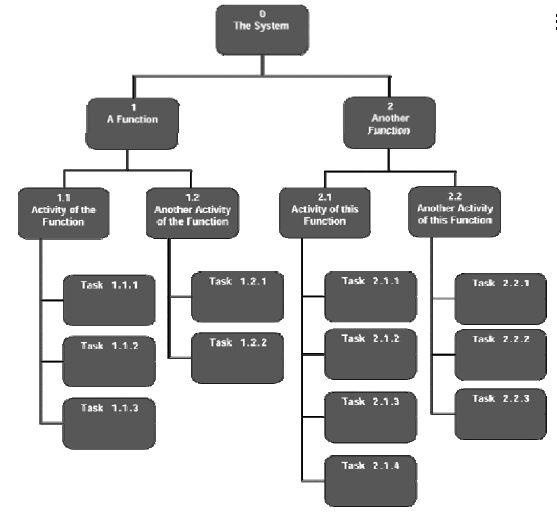 0
The System
1
A Function
2
Another
Function
1.1
Activity of the
Function
1.2
Another Activity
of the Function
2.1
Activity of this
Function
2.2
Another Activity
of this Function
Task 1.1.1
Task 1.1.2
Task 1.1.3
Task 1.2.1
Task 1.2.2
Task 2.1.1
Task 2.1.2
Task 2.1.3
Task 2.1.4
Task 2.2.1
Task 2.2.2
Task 2.2.3